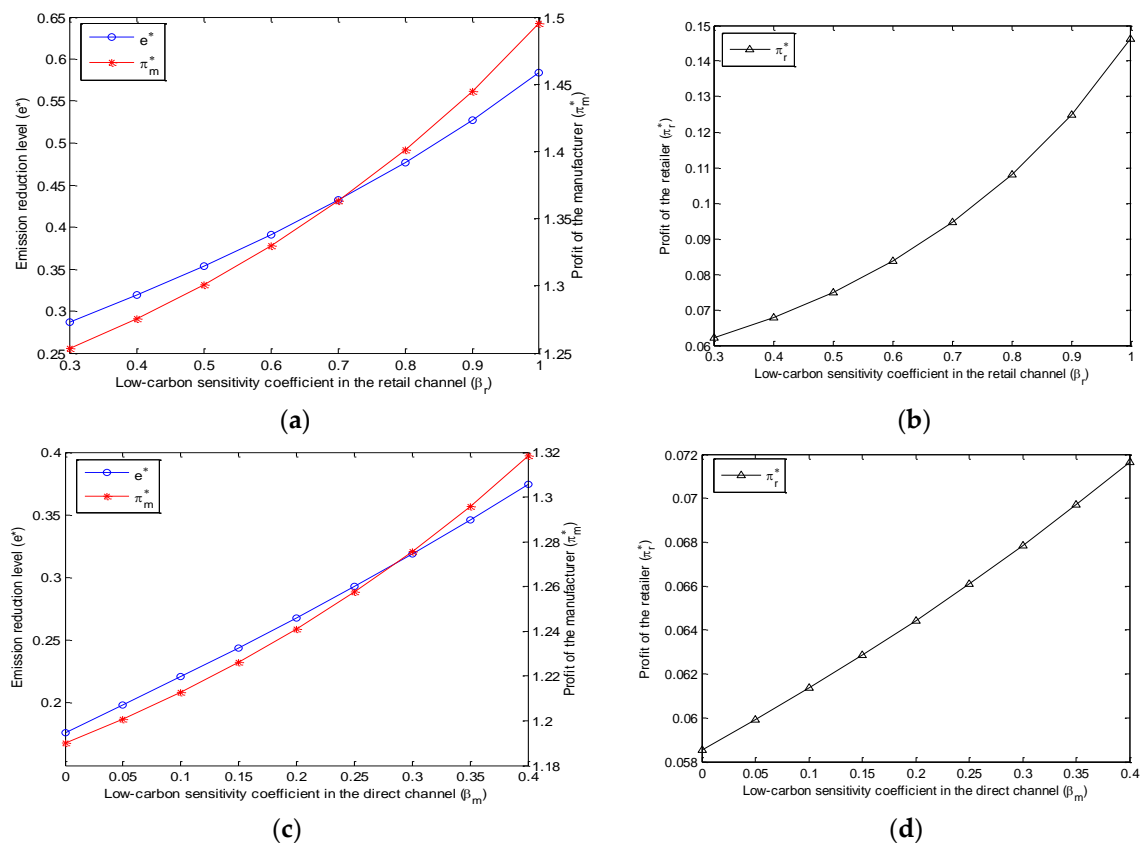 e*
π*m
Emission reduction level (e*)
0.65
0.6
0.55
0.5
0.45
0.4
0.35
0.3
0.25
Profit of the manufacturer (π*m)
1.5
1.45
1.4
1.35
1.3
1.25
0.3 0.4 0.5 0.6 0.7 0.8 0.9 1
Low-carbon sensitivity coefficient in the retail channel (βr)
(a)
π*r
Profit of the retailer (π*r)
0.15
0.14
0.13
0.12
0.11
0.1
0.09
0.08
0.07
0.06
0.3 0.4 0.5 0.6 0.7 0.8 0.9 1
Low-carbon sensitivity coefficient in the retail channel (βr)
(b)
e*
π*m
Emission reduction level (e*)
0.4
0.35
0.3
0.25
0.2
Profit of the manufacturer (π*m)
1.32
1.3
1.28
1.26
1.24
1.22
1.2
1.18
0 0.05 0.1 0.15 0.2 0.25 0.3 0.35 0.4
Low-carbon sensitivity coefficient in the direct channel (βm)
(c)
π*r
Profit of the retailer (π*r)
0.072
0.07
0.068
0.066
0.064
0.062
0.06
0.058
0 0.05 0.1 0.15 0.2 0.25 0.3 0.35 0.4
Low-carbon sensitivity coefficient in the direct channel (βm)
(d)